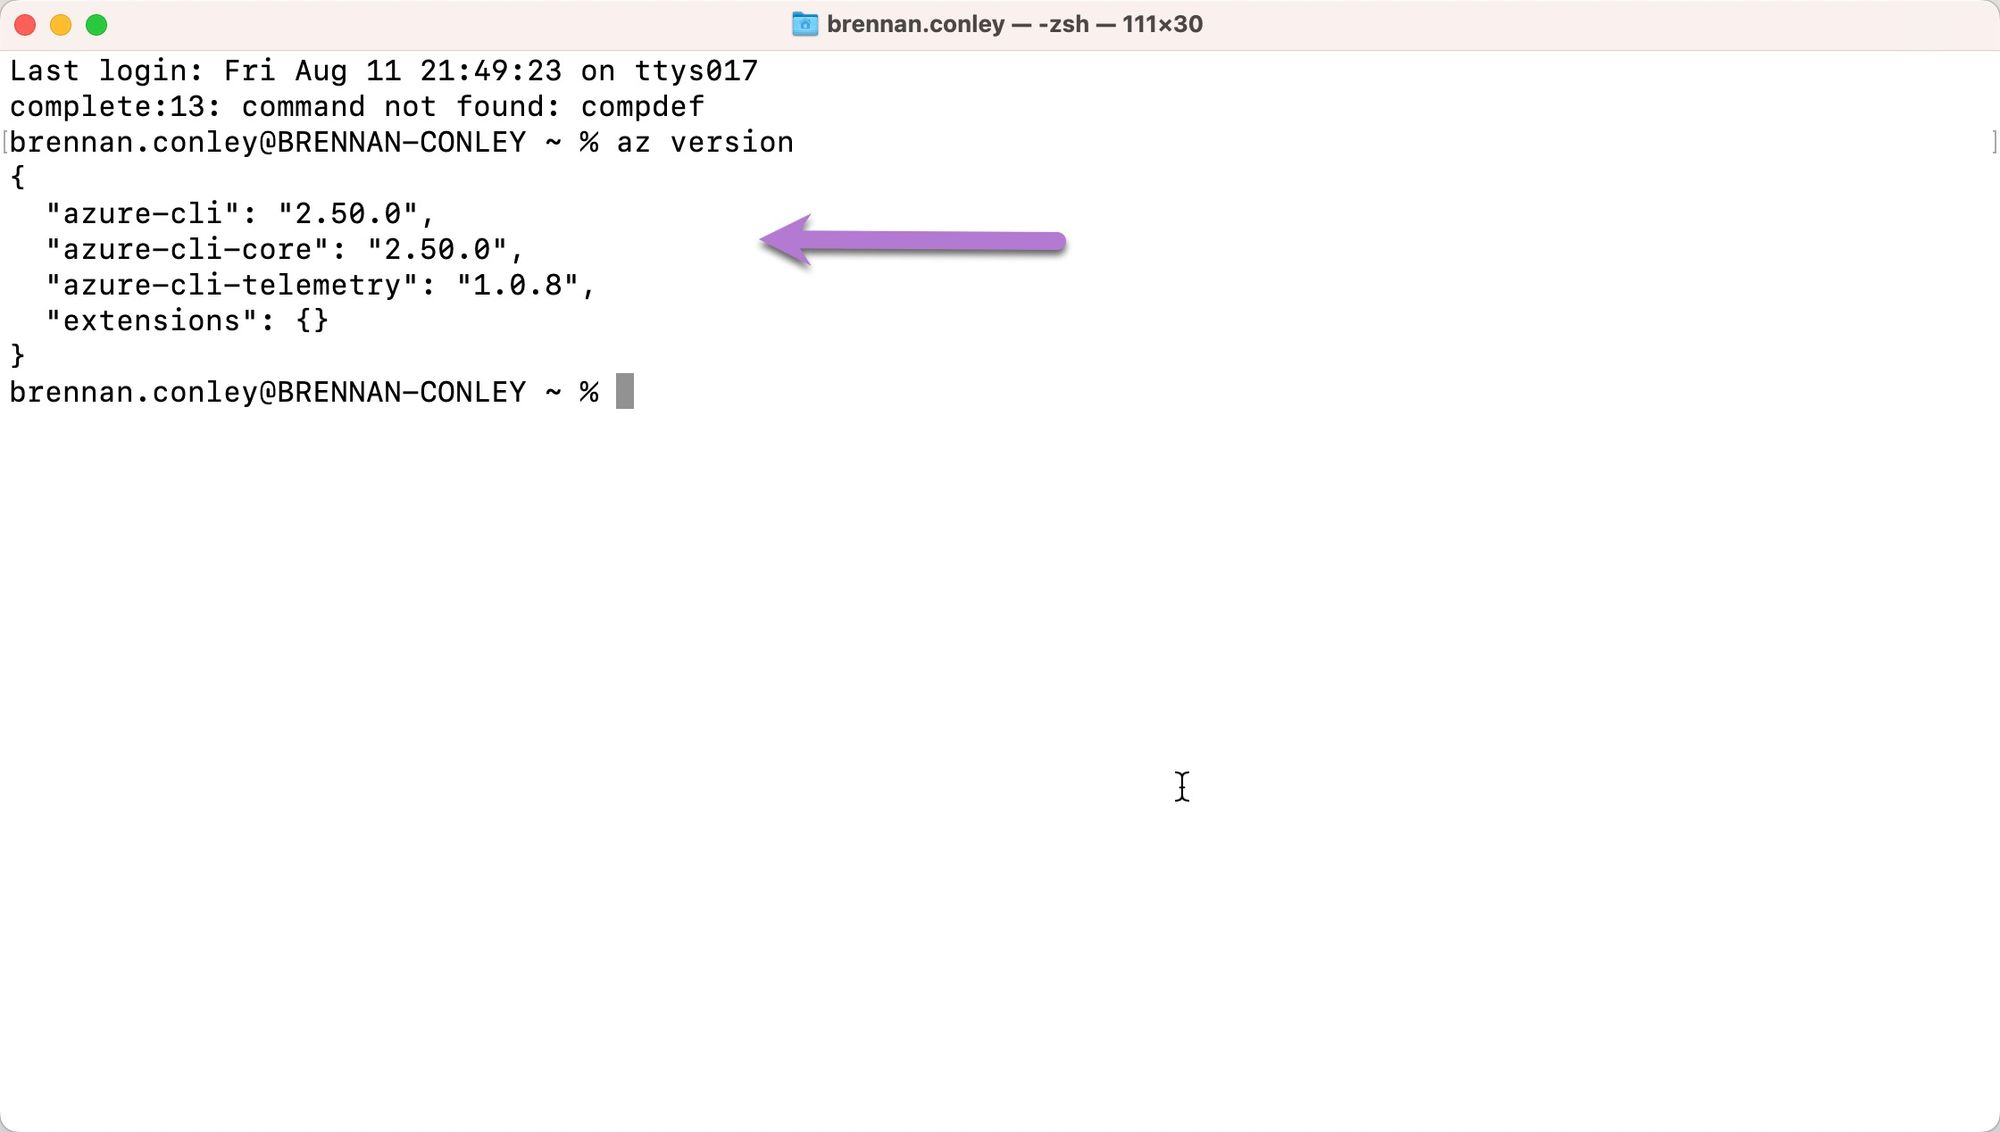 brennan.conley — -zsh — 111×30
Last login: Fri Aug 11 21:49:23 on ttys017
complete:13: command not found: compdef
[brennan.conley@BRENNAN-CONLEY ~ % az version ]
{
  "azure-cli": "2.50.0",
  "azure-cli-core": "2.50.0",
  "azure-cli-telemetry": "1.0.8",
  "extensions": {}
}
brennan.conley@BRENNAN-CONLEY ~ %